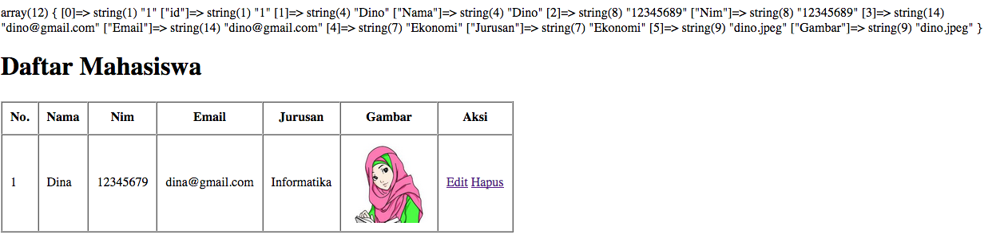 array(12) { [0]=> string(1) "1" ["id"]=> string(1) "1" [1]=> string(4) "Dino" ["Nama"]=> string(4) "Dino" [2]=> string(8) "12345689" ["Nim"]=> string(8) "12345689" [3]=> string(14)
"dino@gmail.com" ["Email"]=> string(14) "dino@gmail.com" [4]=> string(7) "Ekonomi" ["Jurusan"]=> string(7) "Ekonomi" [5]=> string(9) "dino.jpeg" ["Gambar"]=> string(9) "dino.jpeg" }
Daftar Mahasiswa
No. Nama Nim Email Jurusan Gambar Aksi
1 Dina 12345679 dina@gmail.com Informatika Edit Hapus